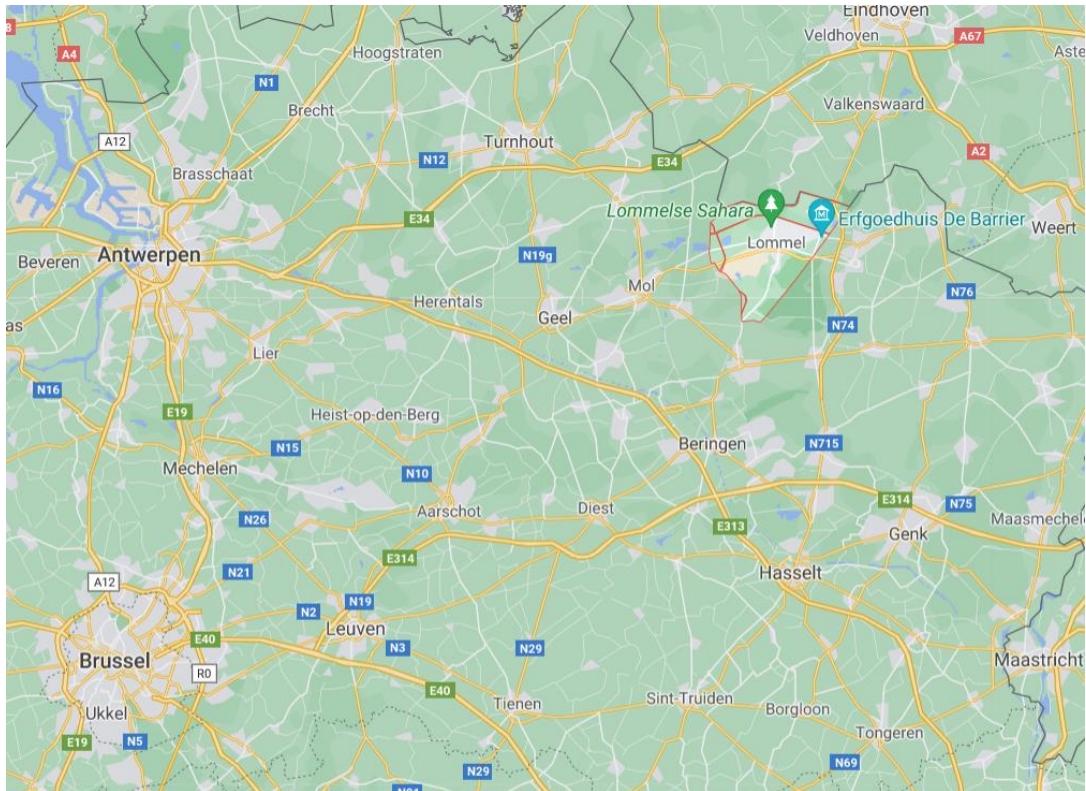 Eindhoven
A67
Veldhoven
Aste
A4
Hoogstraten
N1
Brecht
Valkenswaard
A12
Turnhout
N12
E34
A2
Brasschaat
Lommelse Sahara
Erfgoedhuis De Barrier
E34
Weert
Lommel
Antwerpen
N19g
Beveren
Mol
N76
Herentals
Geel
as
N74
Lier
N16
E19
Heist-op-den-Berg
Beringen
N715
N15
Mechelen
N10
E314
N75
Aarschot
Diest
Maasmechele
N26
E313
Genk
Hasselt
E314
N21
A12
N19
N2
Leuven
E40
N3
N29
Brussel
Maastricht
R0
E40
Sint-Truiden
Tienen
Borgloon
Ukkel
Tongeren
E19
N5
N29
N69